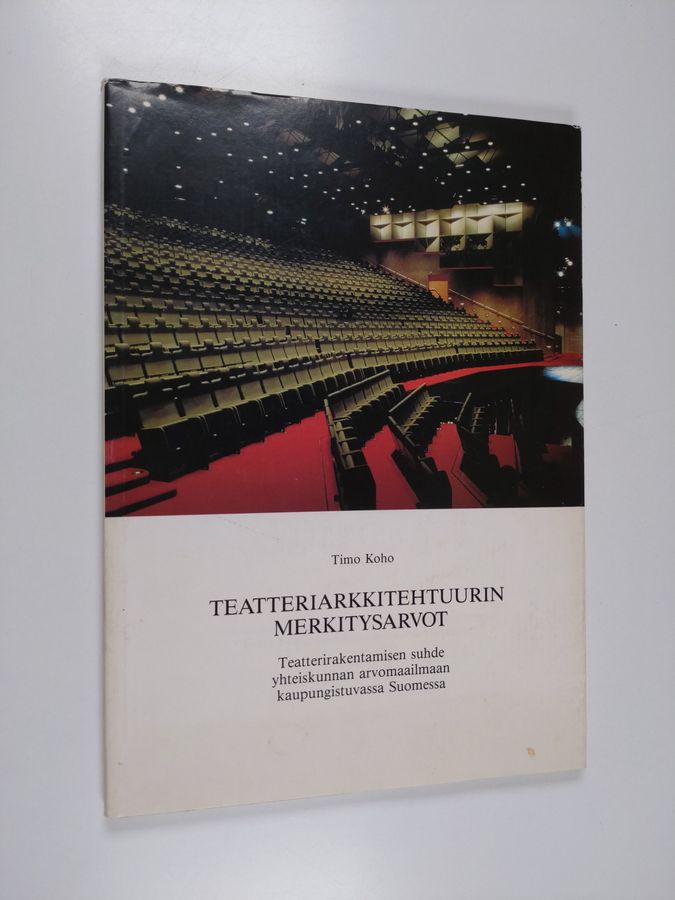 Timo Koho
TEATTERIARKKITEHTUURIN
MERKITYSARVOT
Teatterirakentamisen suhde
yhteiskunnan arvomaailmaan
kaupungistuvassa Suomessa